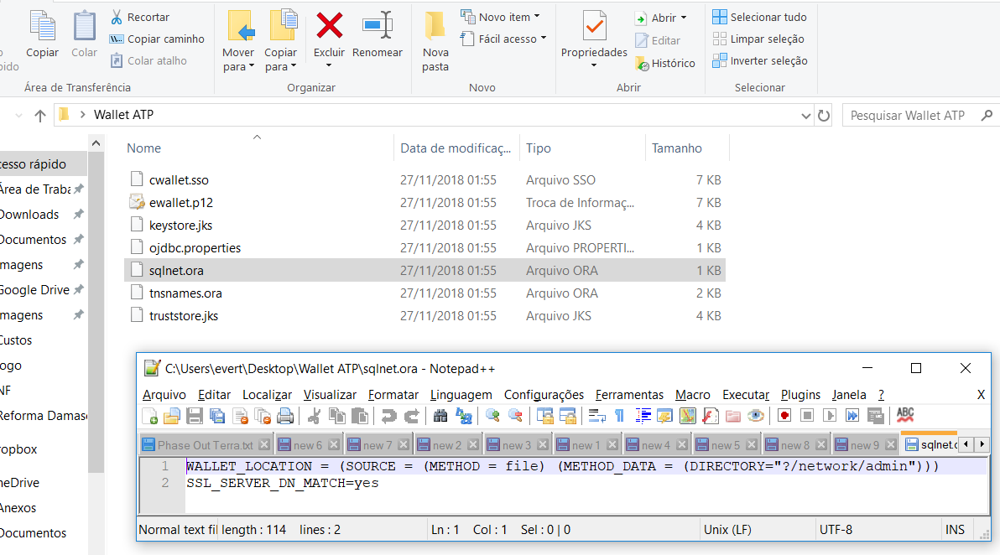 Recortar
Copiar caminho
Colar atalho
Copiar
Colar
Área de Transferência
Mover para
Copiar para
Excluir
Renomear
Organizar
Novo item
Fácil acesso
Nova pasta
Novo
Propriedades
Abrir
Editar
Histórico
Abrir
Selecionar tudo
Limpar seleção
Inverter seleção
Selecionar
Wallet ATP
Pesquisar Wallet ATP
Nome Data de modificaç... Tipo Tamanho
cwallet.sso 27/11/2018 01:55 Arquivo SSO 7 KB
ewallet.p12 27/11/2018 01:55 Troca de Informaç... 7 KB
keystore.jks 27/11/2018 01:55 Arquivo JKS 4 KB
ojdbc.properties 27/11/2018 01:55 Arquivo PROPERTI... 1 KB
sqlnet.ora 27/11/2018 01:55 Arquivo ORA 1 KB
tnsnames.ora 27/11/2018 01:55 Arquivo ORA 2 KB
truststore.jks 27/11/2018 01:55 Arquivo JKS 4 KB
cesso rápido
Área de Traba
Downloads
Documentos
magens
Google Drive
magens
Custos
ogo
NF
Reforma Damas
ropbox
neDrive
Anexos
Documentos
C:\Users\evert\Desktop\Wallet ATP\sqlnet.ora - Notepad++
Arquivo Editar Localizar Visualizar Formatar Linguagem Configurações Ferramentas Macro Executar Plugins Janela ? X
ABC
Phase Out Terra.txt new 6 new 7 new 2 new 3 new 1 new 4 new 5 new 8 new 9 sqlnet.o
1 WALLET_LOCATION = (SOURCE = (METHOD = file) (METHOD_DATA = (DIRECTORY="?/network/admin")))
2 SSL_SERVER_DN_MATCH=yes
Normal text fil length : 114 lines : 2 Ln : 1 Col : 1 Sel : 0 | 0 Unix (LF) UTF-8 INS